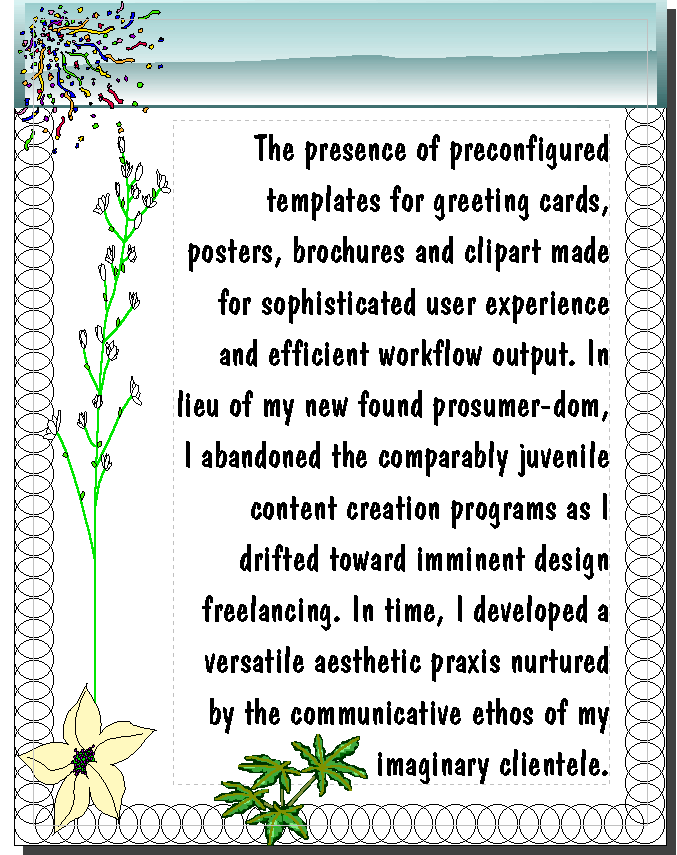 The presence of preconfigured
templates for greeting cards,
posters, brochures and clipart made
for sophisticated user experience
and efficient workflow output. In
lieu of my new found prosumer-dom,
I abandoned the comparably juvenile
content creation programs as I
drifted toward imminent design
freelancing. In time, I developed a
versatile aesthetic praxis nurtured
by the communicative ethos of my
imaginary clientele.